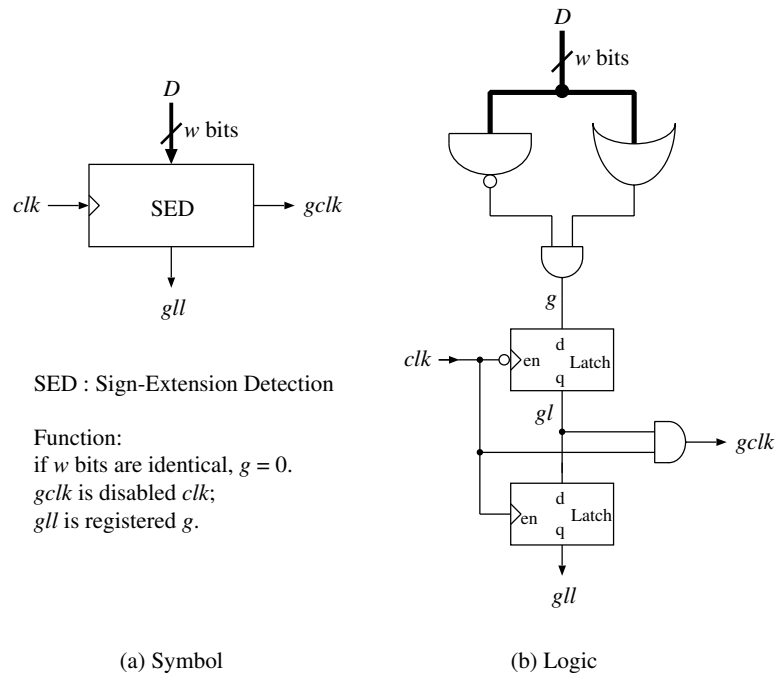 D
w bits
clk
SED
gclk
gll
SED : Sign-Extension Detection
Function:
if w bits are identical, g = 0.
gclk is disabled clk;
gll is registered g.
(a) Symbol
D
w bits
g
clk
d
en
Latch
q
gl
gclk
d
en
Latch
q
gll
(b) Logic